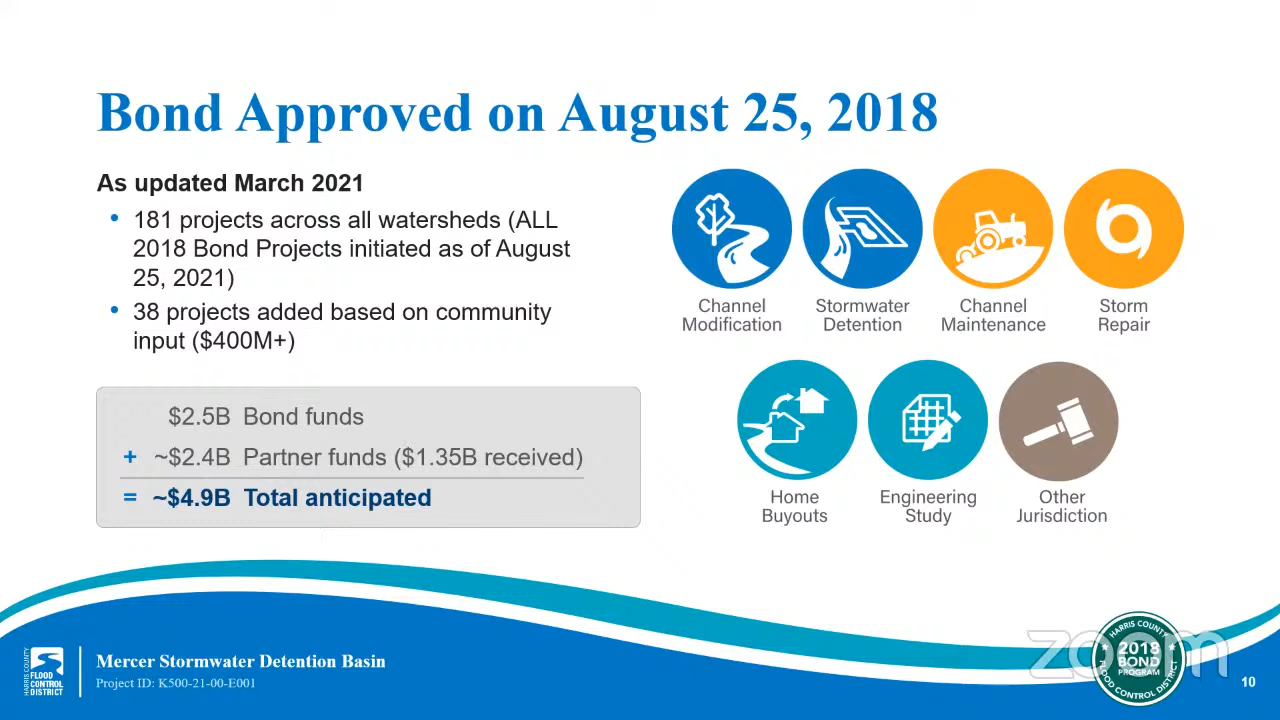 Bond Approved on August 25, 2018
As updated March 2021
• 181 projects across all watersheds (ALL
2018 Bond Projects initiated as of August
25, 2021)
• 38 projects added based on community
input ($400M+)
$2.5B Bond funds
+ ~$2.4B Partner funds ($1.35B received)
= ~$4.9B Total anticipated
Channel
Modification
Stormwater
Detention
Channel
Maintenance
Storm
Repair
Home
Buyouts
Engineering
Study
Other
Jurisdiction
HARRIS COUNTY
FLOOD
CONTROL
DISTRICT
Mercer Stormwater Detention Basin
Project ID: K500-21-00-E001
HARRIS COUNTY
2018
BOND
PROGRAM
FLOOD CONTROL DISTRICT
zoom
10